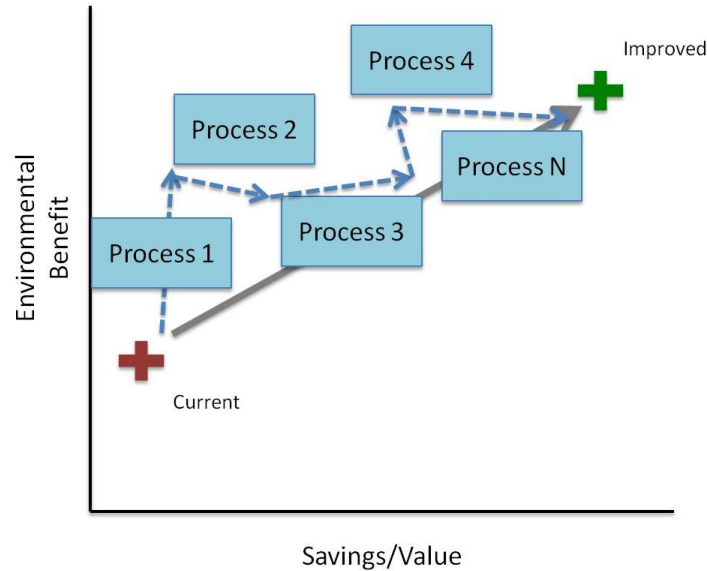 Improved
Process 4
Process 2
Process N
Process 3
Process 1
Environmental
Benefit
Current
Savings/Value